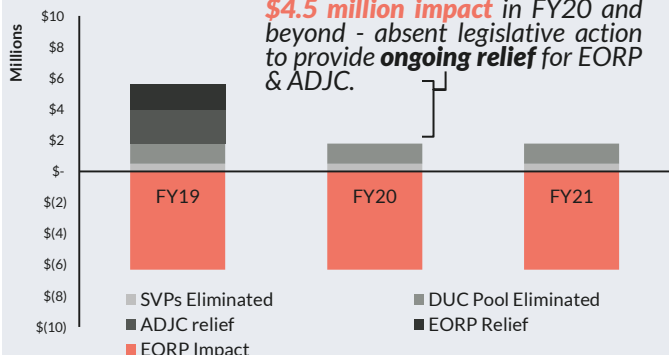 $4.5 million impact in FY20 and
beyond - absent legislative action
to provide ongoing relief for EORP
& ADJC.
Millions
$10
$8
$6
$4
$2
$-
$(2)
$(4)
$(6)
$(8)
$(10)
FY19
FY20
FY21
SVPs Eliminated
DUC Pool Eliminated
ADJC relief
EORP Relief
EORP Impact